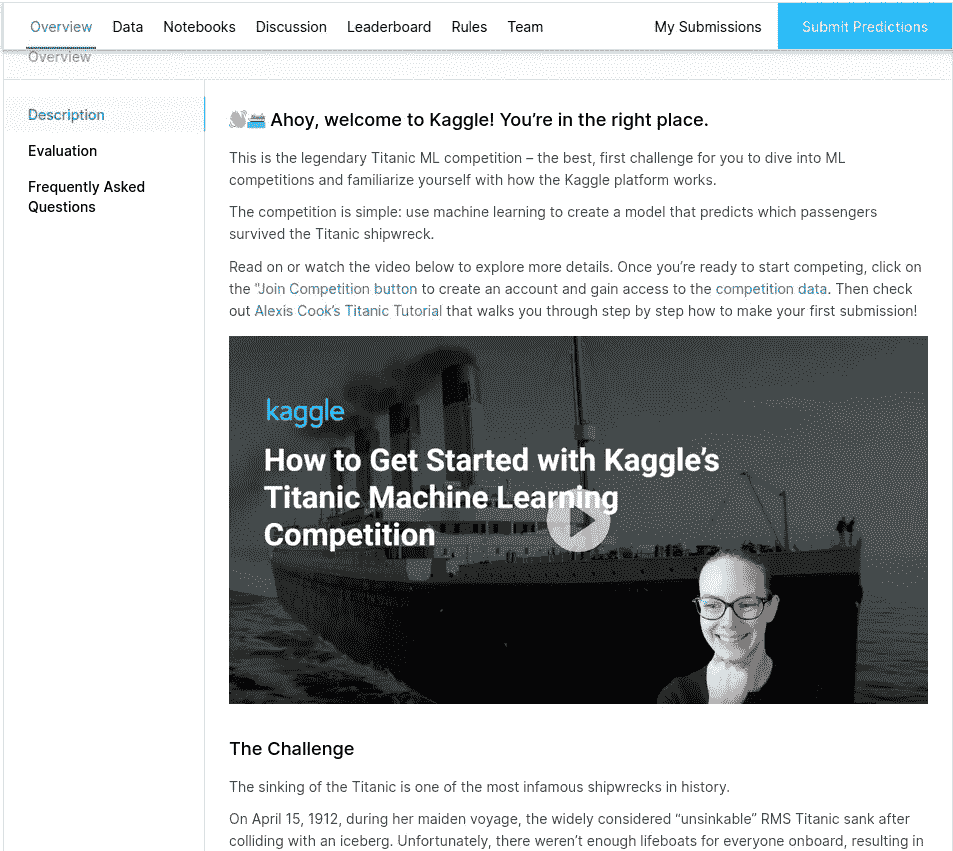 Overview Data Notebooks Discussion Leaderboard Rules Team My Submissions Submit Predictions
Overview
Description
Evaluation
Frequently Asked
Questions
Ahoy, welcome to Kaggle! You’re in the right place.
This is the legendary Titanic ML competition – the best, first challenge for you to dive into ML
competitions and familiarize yourself with how the Kaggle platform works.
The competition is simple: use machine learning to create a model that predicts which passengers
survived the Titanic shipwreck.
Read on or watch the video below to explore more details. Once you’re ready to start competing, click on
the "Join Competition button to create an account and gain access to the competition data. Then check
out Alexis Cook’s Titanic Tutorial that walks you through step by step how to make your first submission!
kaggle
How to Get Started with Kaggle’s
Titanic Machine Learning
Competition
The Challenge
The sinking of the Titanic is one of the most infamous shipwrecks in history.
On April 15, 1912, during her maiden voyage, the widely considered “unsinkable” RMS Titanic sank after
colliding with an iceberg. Unfortunately, there weren’t enough lifeboats for everyone onboard, resulting in